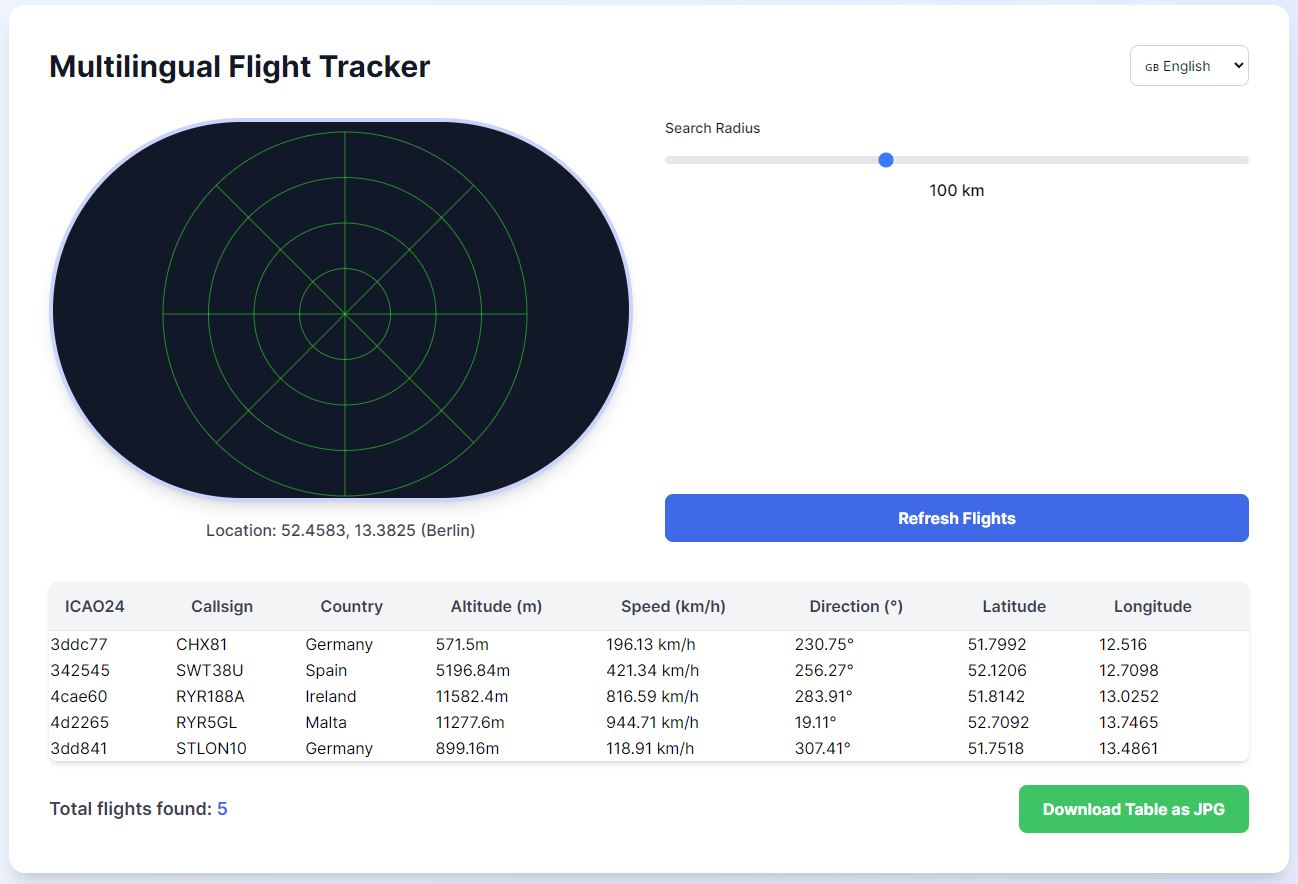 Multilingual Flight Tracker
GB English
Search Radius
100 km
Location: 52.4583, 13.3825 (Berlin)
Refresh Flights
ICAO24 Callsign Country Altitude (m) Speed (km/h) Direction (°) Latitude Longitude
3ddc77 CHX81 Germany 571.5m 196.13 km/h 230.75° 51.7992 12.516
342545 SWT38U Spain 5196.84m 421.34 km/h 256.27° 52.1206 12.7098
4cae60 RYR188A Ireland 11582.4m 816.59 km/h 283.91° 51.8142 13.0252
4d2265 RYR5GL Malta 11277.6m 944.71 km/h 19.11° 52.7092 13.7465
3dd841 STLON10 Germany 899.16m 118.91 km/h 307.41° 51.7518 13.4861
Total flights found: 5
Download Table as JPG